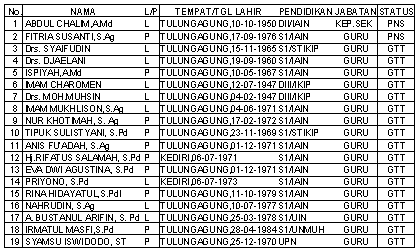 No NAMA L/P TEMPAT/TGL LAHIR PENDIDIKAN JABATAN STATUS
1 ABDUL CHALIM,AMd L TULUNGAGUNG,10-10-1950 DII/IAIN KEP.SEK PNS
2 FITRIA SUSANTI,S.Ag P TULUNGAGUNG,17-09-1976 S1/IAIN GURU PNS
3 Drs. SYAIFUDIN L TULUNGAGUNG,15-11-1965 S1/STIKIP GURU GTT
4 Drs. DJAELANI L TULUNGAGUNG,19-09-1960 S1/IAIN GURU GTT
5 ISPIYAH,AMd P TULUNGAGUNG,10-05-1967 S1/IAIN GURU GTT
6 IMAM CHAROMEN L TULUNGAGUNG,12-07-1947 DIII/IKIP GURU GTT
7 Drs. MOH,MUHSIN L TULUNGAGUNG,04-02-1947 DIII/IKIP GURU GTT
8 IMAM MUKHLISON,S.Ag L TULUNGAGUNG,04-06-1971 S1/IAIN GURU GTT
9 NUR KHOTIMAH, S. Ag P TULUNGAGUNG,17-02-1972 S1/IAIN GURU GTT
10 TIPUK SULISTYANI, S.Pd P TULUNGAGUNG,23-11-1969 S1/STIKIP GURU GTT
11 ANIS FU'ADAH, S.Ag P TULUNGAGUNG,01-12-1971 S1/IAIN GURU GTT
12 Hj.RIFATUS SALAMAH, S.Pd P KEDIRI,06-07-1971 S1/IAIN GURU GTT
13 EVA DWI AGUSTINA, S.Pd P TULUNGAGUNG,01-12-1971 S1/IAIN GURU GTT
14 PRIYONO, S.Pd L KEDIRI,06-07-1973 S1/IAIN GURU GTT
15 RINA HIDAYATUL,S.PdI P TULUNGAGUNG,11-10-1979 S1/IAIN GURU GTT
16 NAHRUDIN, S.Ag L TULUNGAGUNG,10-07-1977 S1/IAIN GURU GTT
17 A. BUSTANUL ARIFIN, S. Pd L TULUNGAGUNG,25-03-1978 S1/UIN GURU GTT
18 IRMATUL MASFI,S.Pd P TULUNGAGUNG,28-04-1984 S1/UNMUH GURU GTT
19 SYAMSU ISWIDODO, ST P TULUNGAGUNG,25-12-1970 UPN GURU GTT